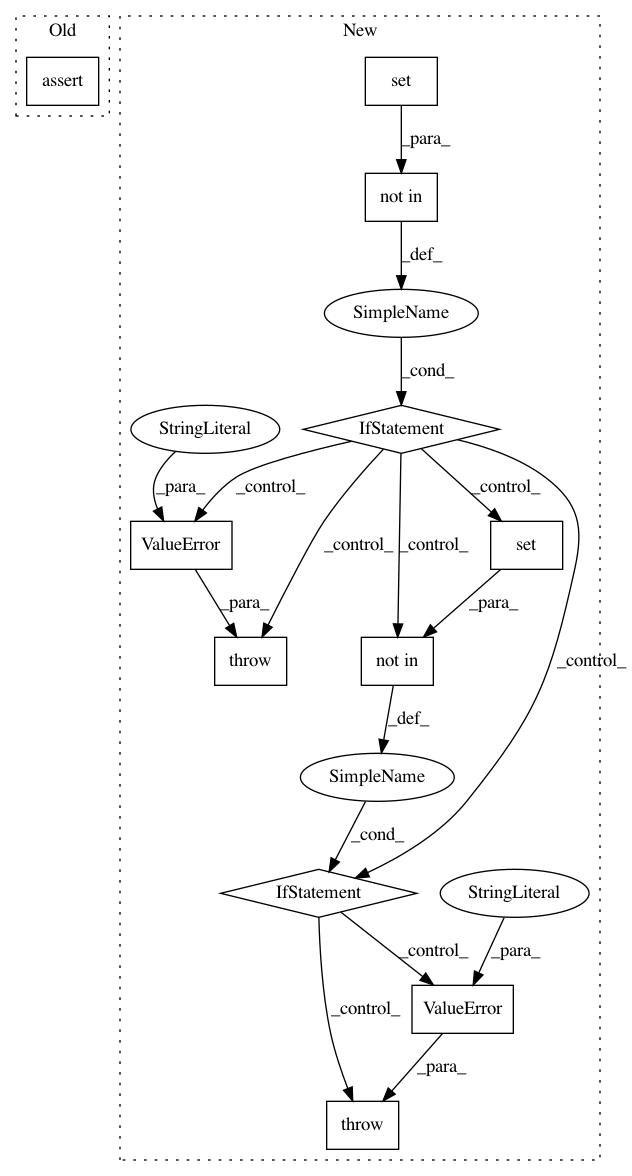 Old
New
assert
set
_para_
not in
_def_
SimpleName
_cond_
StringLiteral
IfStatement
_para_
_control_
_control_
_control_
_control_
ValueError
set
_para_
_para_
_control_
throw
not in
_def_
SimpleName
_cond_
IfStatement
StringLiteral
_control_
_para_
_control_
ValueError
_para_
throw